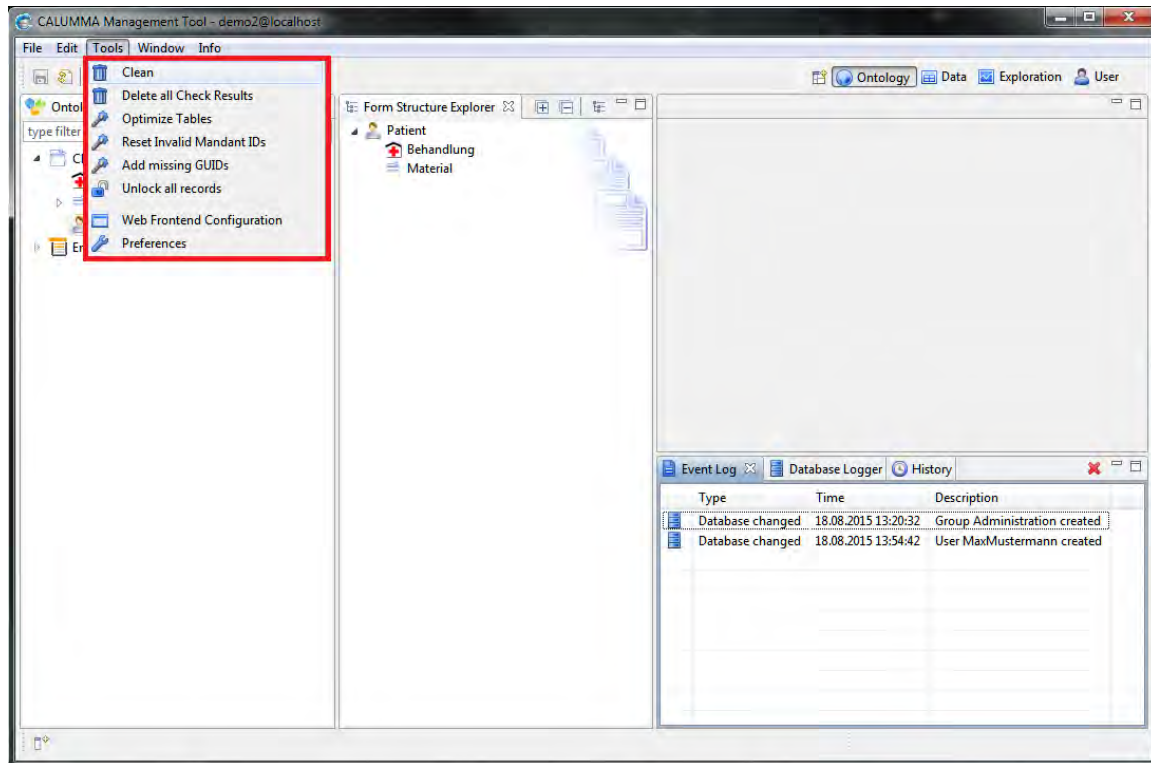 CALUMMA Management Tool - demo2@localhost
File Edit Tools Window Info
Clean
Delete all Check Results
Optimize Tables
Reset Invalid Mandant IDs
Add missing GUIDs
Unlock all records
Web Frontend Configuration
Preferences
Ontology Data Exploration User
Ontol
type filter
Cl
Er
Form Structure Explorer
Patient
Behandlung
Material
Event Log Database Logger History
Type Time Description
Database changed 18.08.2015 13:20:32 Group Administration created
Database changed 18.08.2015 13:54:42 User MaxMustermann created